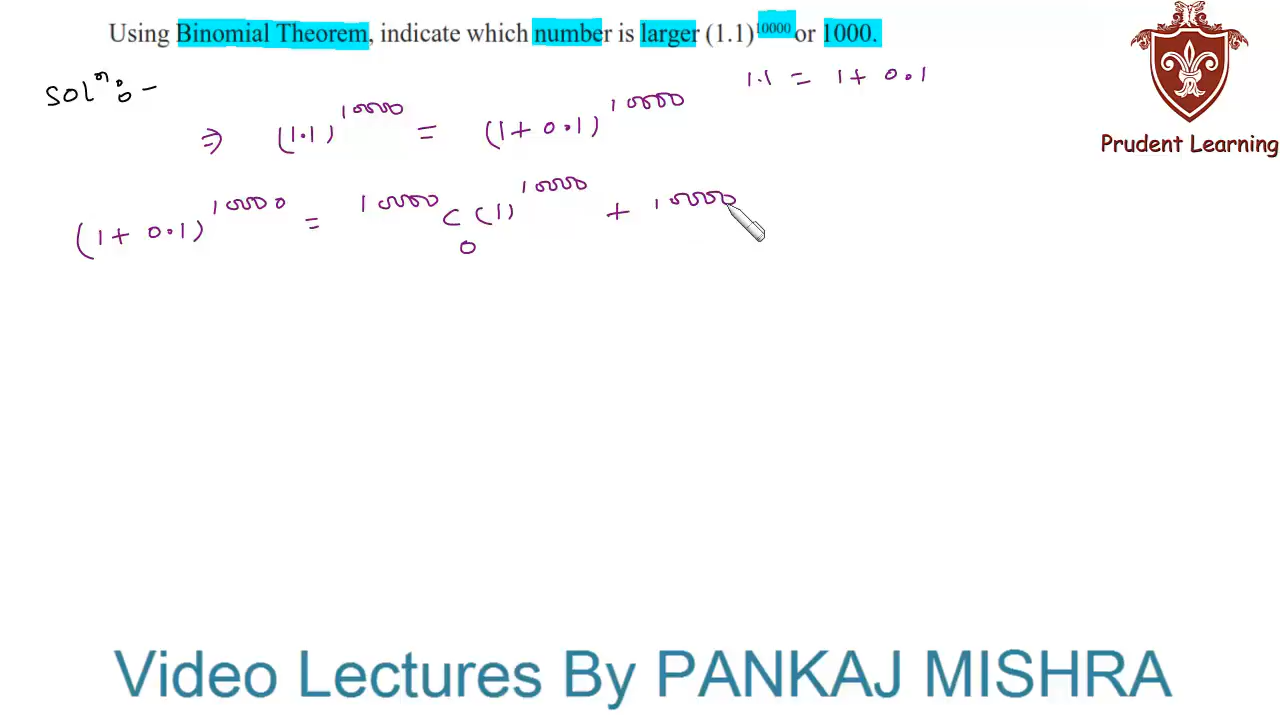 Using Binomial Theorem, indicate which number is larger (1.1)^10000 or 1000.
Solⁿ :-
1.1 = 1 + 0.1
⇒ (1.1)^10000 = (1 + 0.1)^10000
(1 + 0.1)^10000 = ^10000C_0 (1)^10000 + 10000
Prudent Learning
Video Lectures By PANKAJ MISHRA